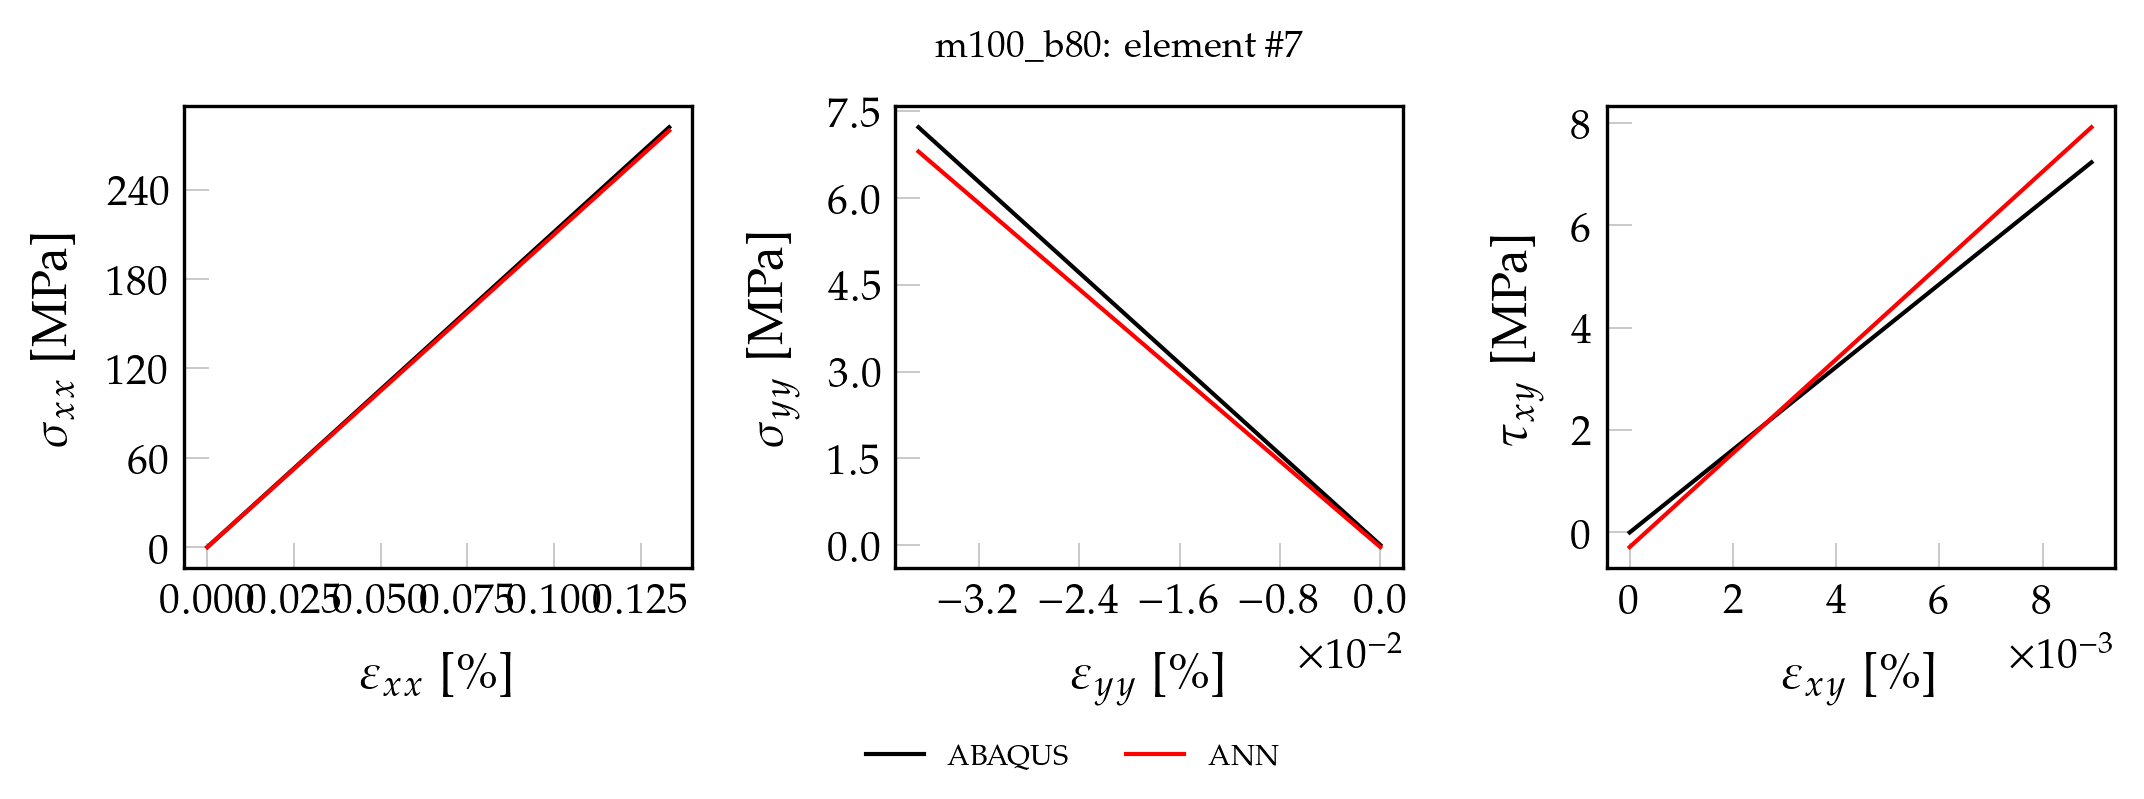 m100_b80: element #7
σxx [MPa]
240
180
120
60
0
0.000 0.025 0.050 0.075 0.100 0.125
εxx [%]
σyy [MPa]
7.5
6.0
4.5
3.0
1.5
0.0
−3.2 −2.4 −1.6 −0.8 0.0
×10⁻²
εyy [%]
τxy [MPa]
8
6
4
2
0
0 2 4 6 8
×10⁻³
εxy [%]
ABAQUS ANN